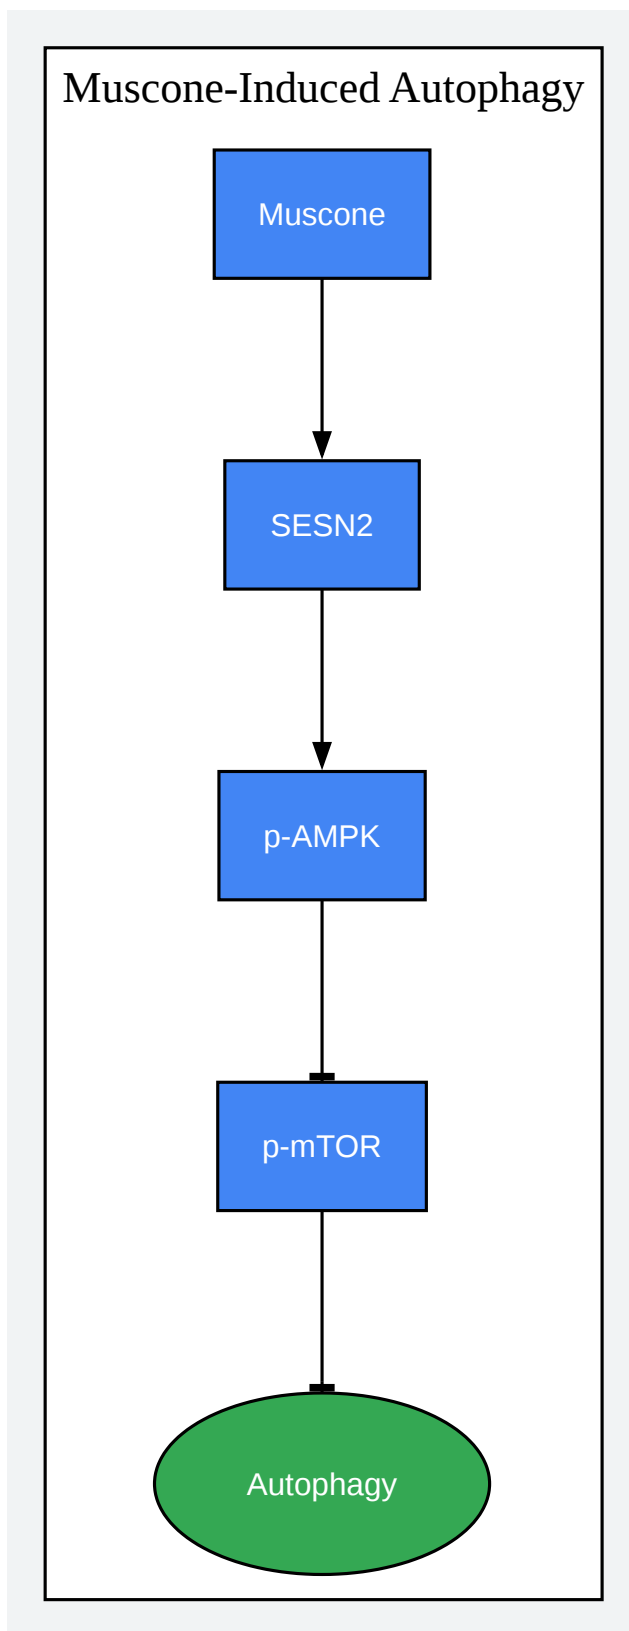 Muscone-Induced Autophagy
Muscone
SESN2
p-AMPK
p-mTOR
Autophagy